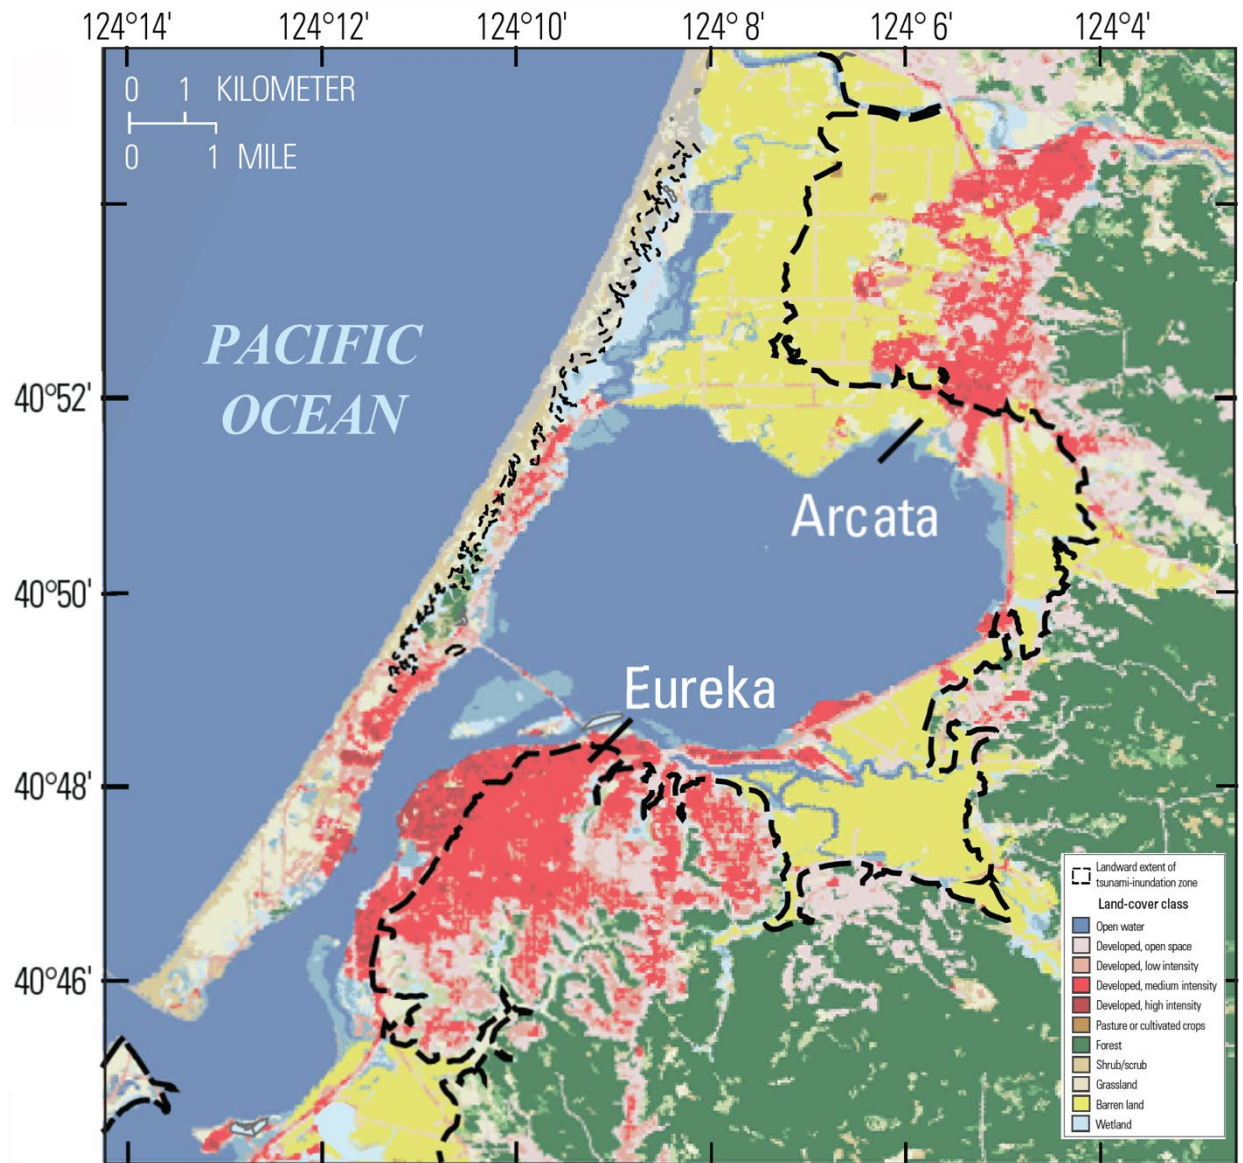 124°14' 124°12' 124°10' 124°8' 124°6' 124°4'
0 1 KILOMETER
0 1 MILE
PACIFIC
OCEAN
40°52'
Arcata
40°50'
Eureka
40°48'
40°46'
Landward extent of
tsunami-inundation zone
Land-cover class
Open water
Developed, open space
Developed, low intensity
Developed, medium intensity
Developed, high intensity
Pasture or cultivated crops
Forest
Shrub/scrub
Grassland
Barren land
Wetland